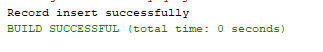 Record insert successfully
BUILD SUCCESSFUL (total time: 0 seconds)